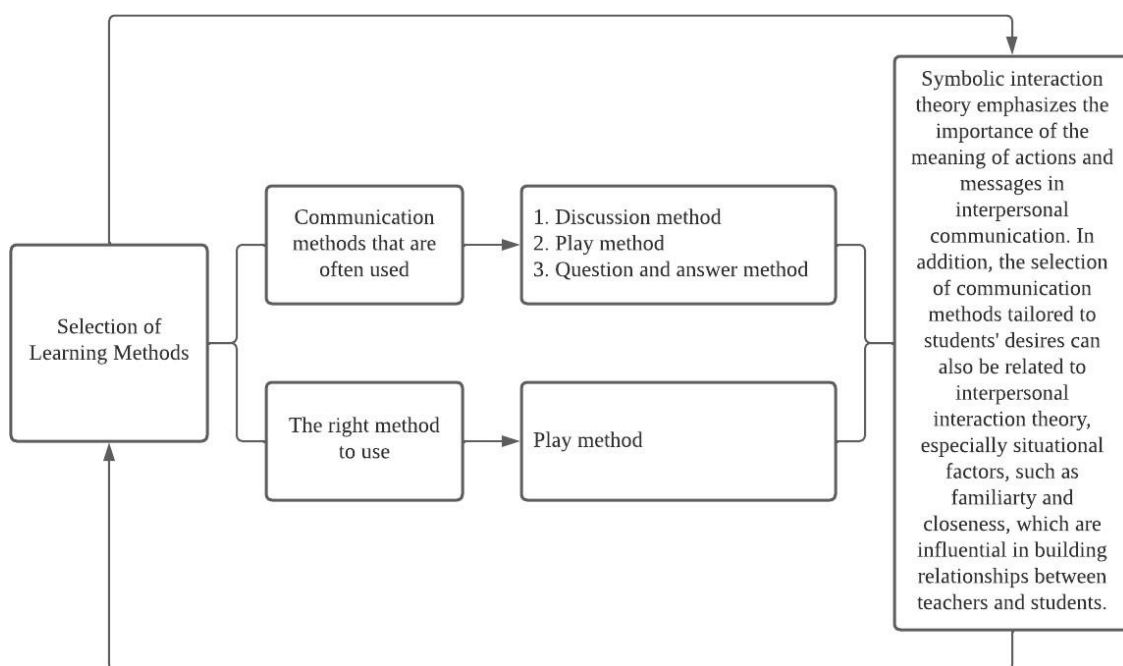 Selection of
Learning Methods
Communication
methods that are
often used
1. Discussion method
2. Play method
3. Question and answer method
The right method
to use
Play method
Symbolic interaction
theory emphasizes the
importance of the
meaning of actions and
messages in
interpersonal
communication. In
addition, the selection
of communication
methods tailored to
students' desires can
also be related to
interpersonal
interaction theory,
especially situational
factors, such as
familiarty and
closeness, which are
influential in building
relationships between
teachers and students.